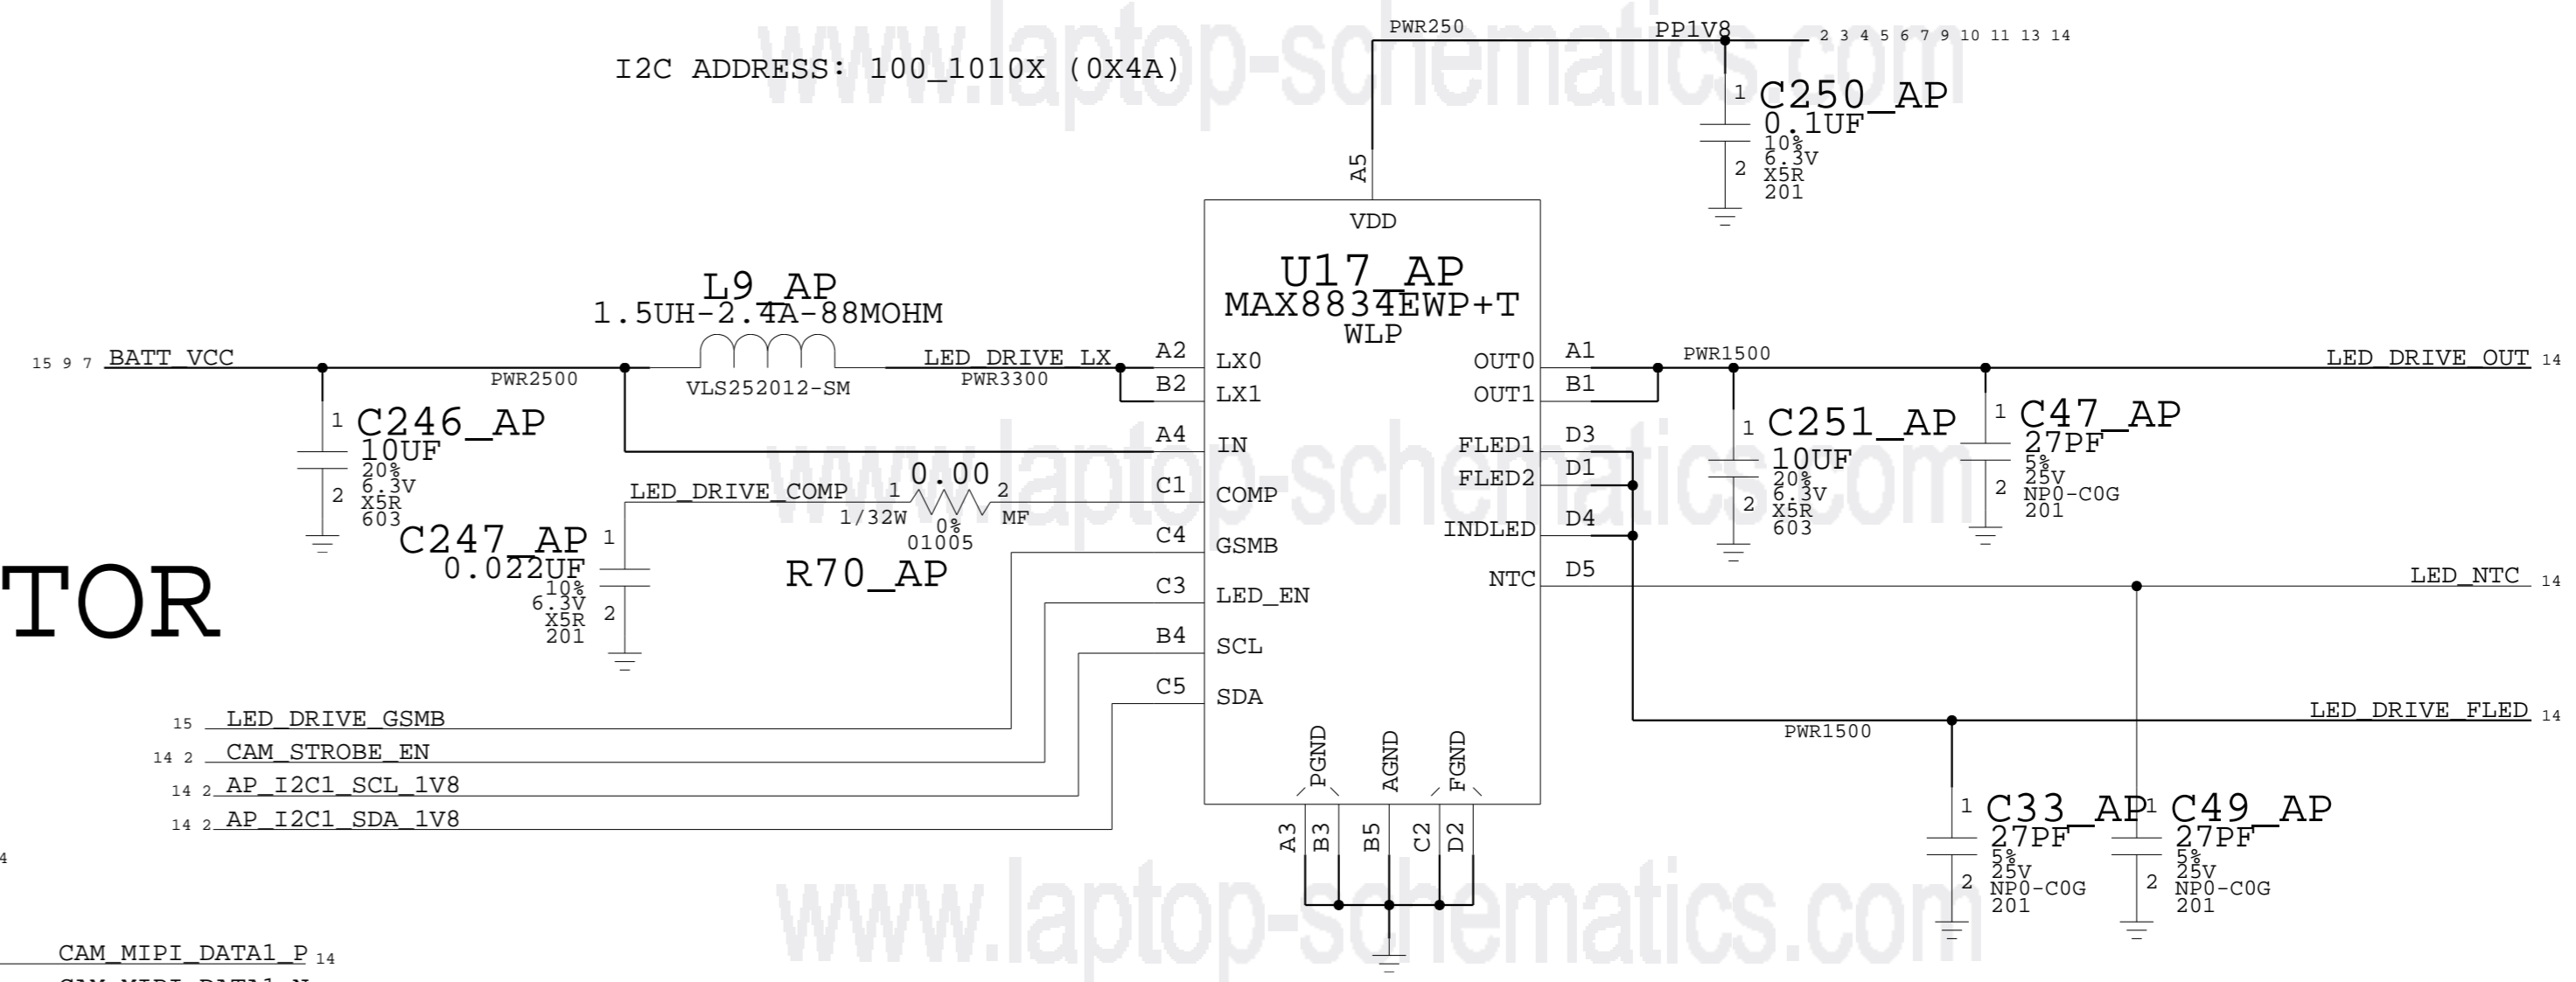 www.laptop-schematics.com
I2C ADDRESS: 100_1010X (0X4A)
PWR250
PP1V8
2 3 4 5 6 7 9 10 11 13 14
1
C250_AP
0.1UF
10%
6.3V
X5R
201
2
A5
VDD
U17_AP
MAX8834EWP+T
WLP
L9_AP
1.5UH-2.4A-88MOHM
VLS252012-SM
15 9 7 BATT_VCC
PWR2500
LED_DRIVE_LX
PWR3300
A2 LX0
B2 LX1
A4 IN
C1 COMP
C4 GSMB
C3 LED_EN
B4 SCL
C5 SDA
OUT0 A1
OUT1 B1
FLED1 D3
FLED2 D1
INDLED D4
NTC D5
PWR1500
LED_DRIVE_OUT 14
1
C246_AP
10UF
20%
6.3V
X5R
603
2
www.laptop-schematics.com
1
C251_AP
10UF
20%
6.3V
X5R
603
2
1
C47_AP
27PF
5%
25V
NP0-C0G
201
2
LED_DRIVE_COMP
1 0.00 2
1/32W
0%
MF
01005
R70_AP
C247_AP
1
0.022UF
10%
6.3V
X5R
201
2
TOR
LED_NTC 14
15 LED_DRIVE_GSMB
14 2 CAM_STROBE_EN
14 2 AP_I2C1_SCL_1V8
14 2 AP_I2C1_SDA_1V8
LED_DRIVE_FLED 14
PWR1500
PGND
AGND
FGND
A3
B3
B5
C2
D2
1
C33_AP
27PF
5%
25V
NP0-C0G
201
2
1
C49_AP
27PF
5%
25V
NP0-C0G
201
2
4
www.laptop-schematics.com
CAM_MIPI_DATA1_P 14